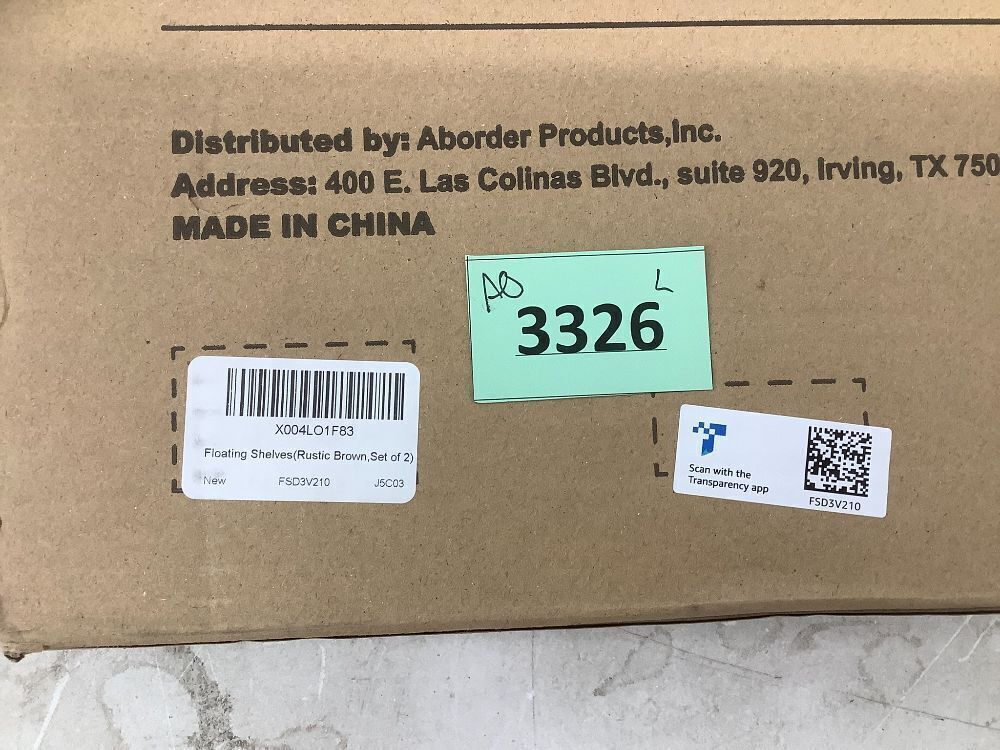 Distributed by: Aborder Products,Inc.
Address: 400 E. Las Colinas Blvd., suite 920, Irving, TX 750
MADE IN CHINA
AO L
3326
X004LO1F83
Floating Shelves(Rustic Brown,Set of 2)
New FSD3V210 J5C03
Scan with the
Transparency app
FSD3V210